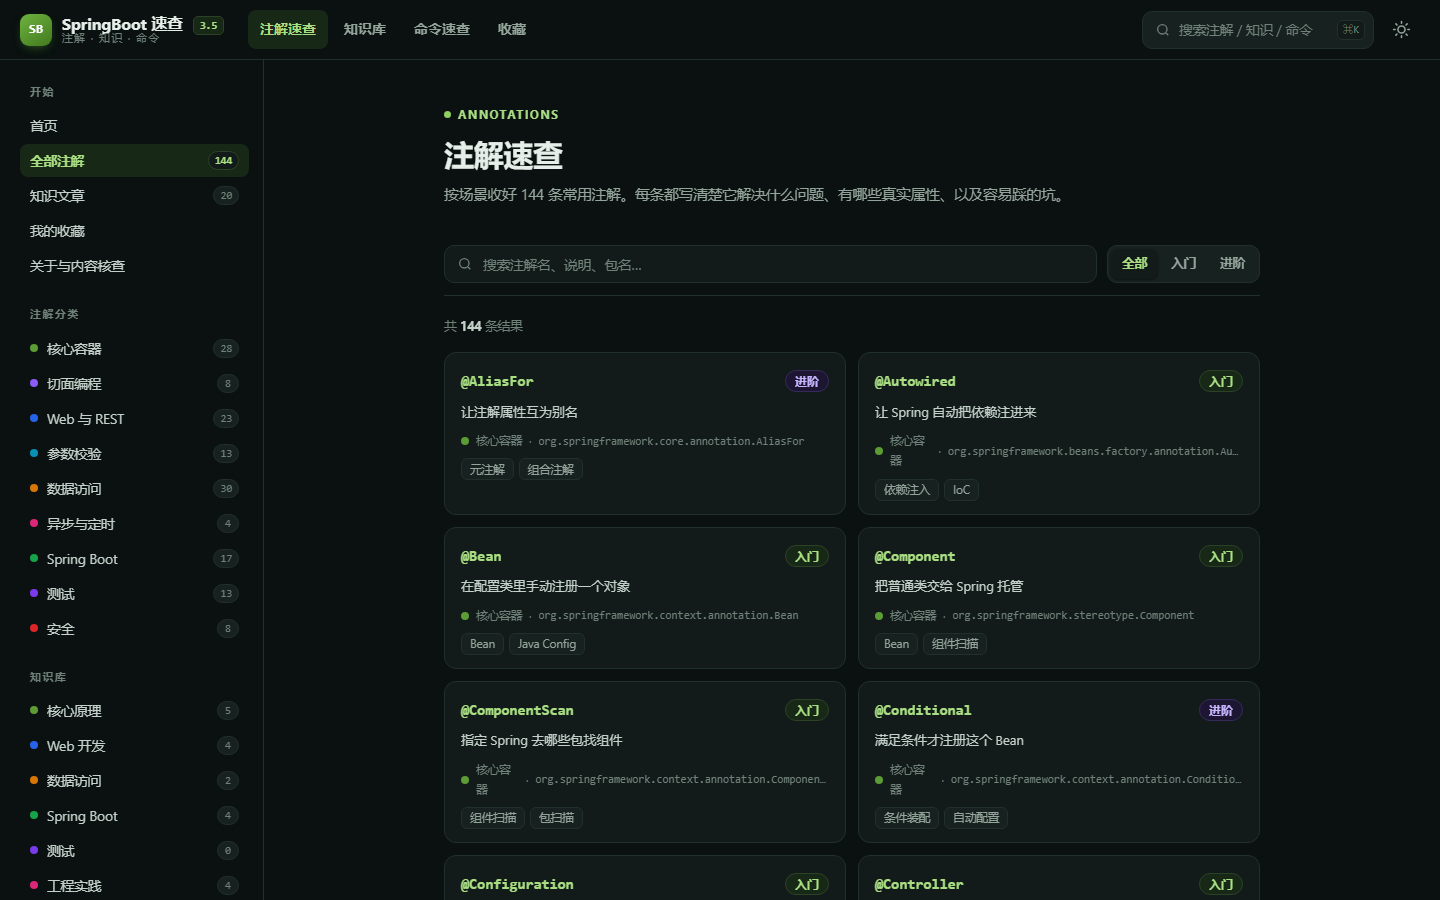 SB
SpringBoot 速查 3.5
注解 · 知识 · 命令
注解速查 知识库 命令速查 收藏
搜索注解 / 知识 / 命令 ⌘K
开始
首页
全部注解 144
知识文章 20
我的收藏
关于与内容核查
注解分类
核心容器 28
切面编程 8
Web 与 REST 23
参数校验 13
数据访问 30
异步与定时 4
Spring Boot 17
测试 13
安全 8
知识库
核心原理 5
Web 开发 4
数据访问 2
Spring Boot 4
测试 0
工程实践 4
ANNOTATIONS
注解速查
按场景收好 144 条常用注解。每条都写清楚它解决什么问题、有哪些真实属性、以及容易踩的坑。
搜索注解名、说明、包名...
全部 入门 进阶
共 144 条结果
@AliasFor 进阶
让注解属性互为别名
核心容器 · org.springframework.core.annotation.AliasFor
元注解 组合注解
@Autowired 入门
让 Spring 自动把依赖注进来
核心容器 · org.springframework.beans.factory.annotation.Au…
依赖注入 IoC
@Bean 入门
在配置类里手动注册一个对象
核心容器 · org.springframework.context.annotation.Bean
Bean Java Config
@Component 入门
把普通类交给 Spring 托管
核心容器 · org.springframework.stereotype.Component
Bean 组件扫描
@ComponentScan 入门
指定 Spring 去哪些包找组件
核心容器 · org.springframework.context.annotation.Componen…
组件扫描 包扫描
@Conditional 进阶
满足条件才注册这个 Bean
核心容器 · org.springframework.context.annotation.Conditio…
条件装配 自动配置
@Configuration 入门
@Controller 入门